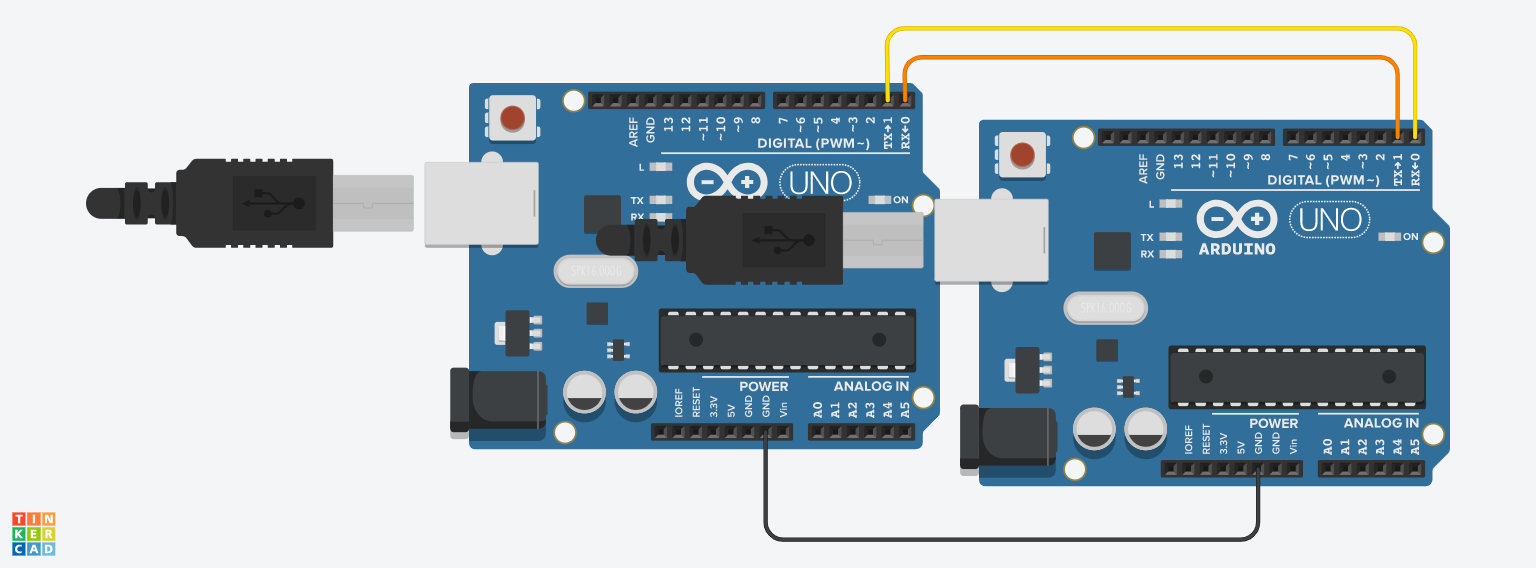 AREF
GND
13
12
~11
~10
~9
8
7
~6
~5
4
~3
2
TX→1
RX←0
DIGITAL (PWM~)
L
TX
RX
UNO
ON
SPK16.000G
POWER
ANALOG IN
IOREF
RESET
3.3V
5V
GND
GND
Vin
A0
A1
A2
A3
A4
A5
AREF
GND
13
12
~11
~10
~9
8
7
~6
~5
4
~3
2
TX→1
RX←0
DIGITAL (PWM~)
L
TX
RX
UNO
ARDUINO
ON
SPK16.000G
POWER
ANALOG IN
IOREF
RESET
3.3V
5V
GND
GND
Vin
A0
A1
A2
A3
A4
A5
TIN
KER
CAD